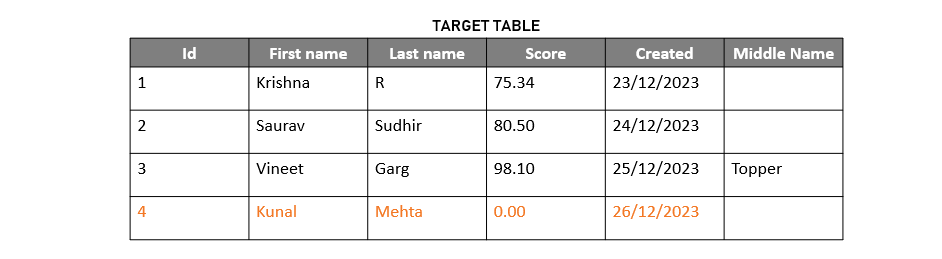 TARGET TABLE
Id First name Last name Score Created Middle Name
1 Krishna R 75.34 23/12/2023
2 Saurav Sudhir 80.50 24/12/2023
3 Vineet Garg 98.10 25/12/2023 Topper
4 Kunal Mehta 0.00 26/12/2023